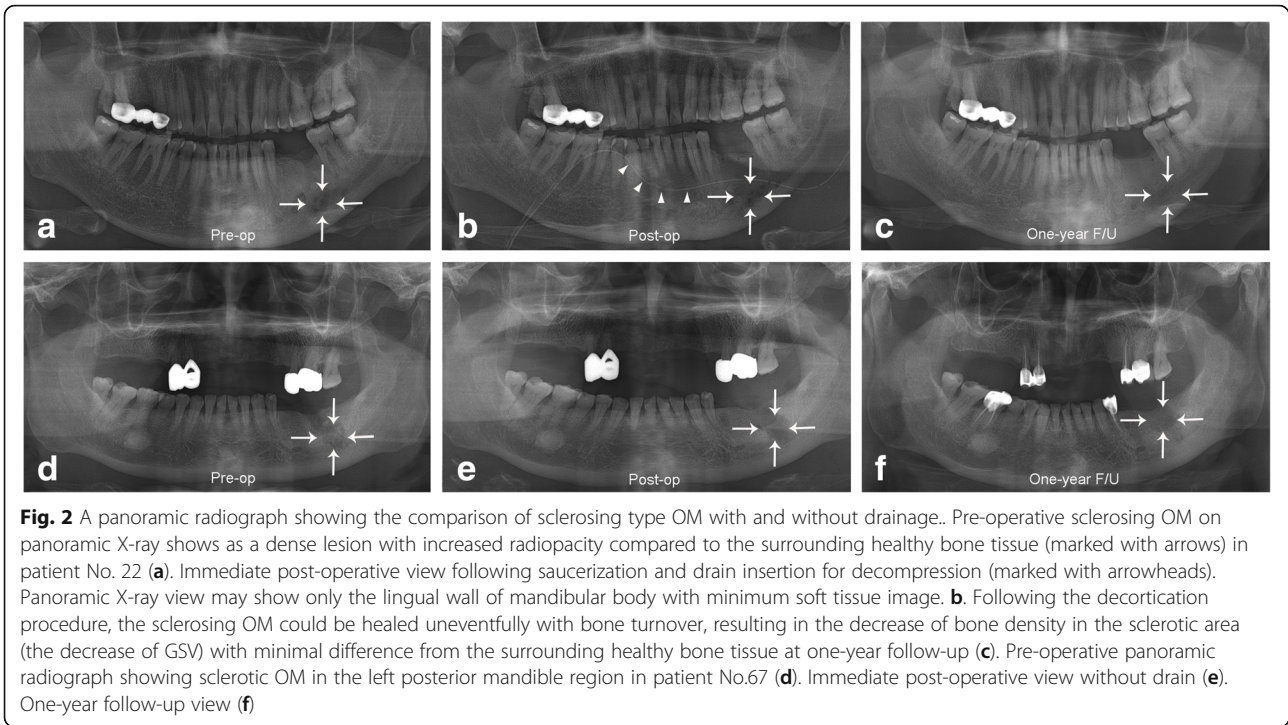 a
Pre-op
b
Post-op
c
One-year F/U
d
Pre-op
e
Post-op
f
One-year F/U
Fig. 2 A panoramic radiograph showing the comparison of sclerosing type OM with and without drainage.. Pre-operative sclerosing OM on
panoramic X-ray shows as a dense lesion with increased radiopacity compared to the surrounding healthy bone tissue (marked with arrows) in
patient No. 22 (a). Immediate post-operative view following saucerization and drain insertion for decompression (marked with arrowheads).
Panoramic X-ray view may show only the lingual wall of mandibular body with minimum soft tissue image. b. Following the decortication
procedure, the sclerosing OM could be healed uneventfully with bone turnover, resulting in the decrease of bone density in the sclerotic area
(the decrease of GSV) with minimal difference from the surrounding healthy bone tissue at one-year follow-up (c). Pre-operative panoramic
radiograph showing sclerotic OM in the left posterior mandible region in patient No.67 (d). Immediate post-operative view without drain (e).
One-year follow-up view (f)